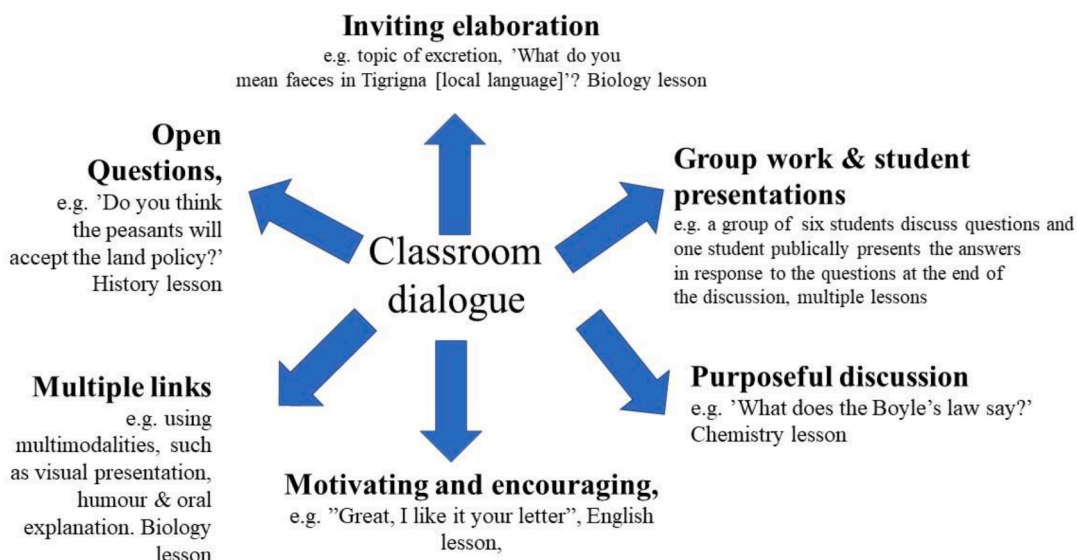 Inviting elaboration
e.g. topic of excretion, ’What do you
mean faeces in Tigrigna [local language]’? Biology lesson
Open
Questions,
e.g. ’Do you think
the peasants will
accept the land policy?’
History lesson
Group work & student
presentations
e.g. a group of six students discuss questions and
one student publically presents the answers
in response to the questions at the end of
the discussion, multiple lessons
Classroom
dialogue
Multiple links
e.g. using
multimodalities, such
as visual presentation,
humour & oral
explanation. Biology
lesson
Purposeful discussion
e.g. ’What does the Boyle’s law say?’
Chemistry lesson
Motivating and encouraging,
e.g. ”Great, I like it your letter”, English
lesson,